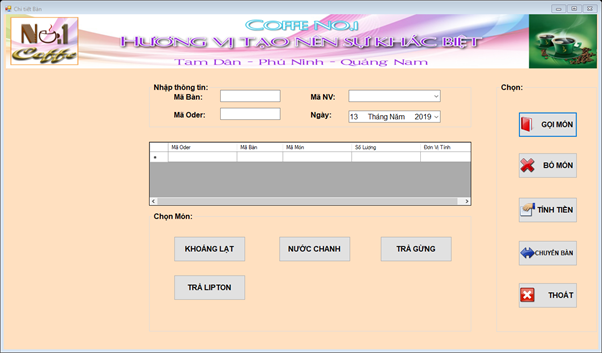 Chi tiết Bàn
No.1
Coffe
COFFE NO.1
HƯƠNG VỊ TẠO NÊN SỰ KHÁC BIỆT
Tam Dân - Phú Ninh - Quảng Nam
Nhập thông tin:
Mã Bàn:
Mã NV:
Mã Oder:
Ngày:
13 Tháng Năm 2019
Mã Oder Mã Bàn Mã Món Số Lượng Đơn Vị Tính
Chọn Món:
KHOÁNG LẠT
NƯỚC CHANH
TRÀ GỪNG
TRÀ LIPTON
Chọn:
GỌI MÓN
BỎ MÓN
TÍNH TIỀN
CHUYỂN BÀN
THOÁT